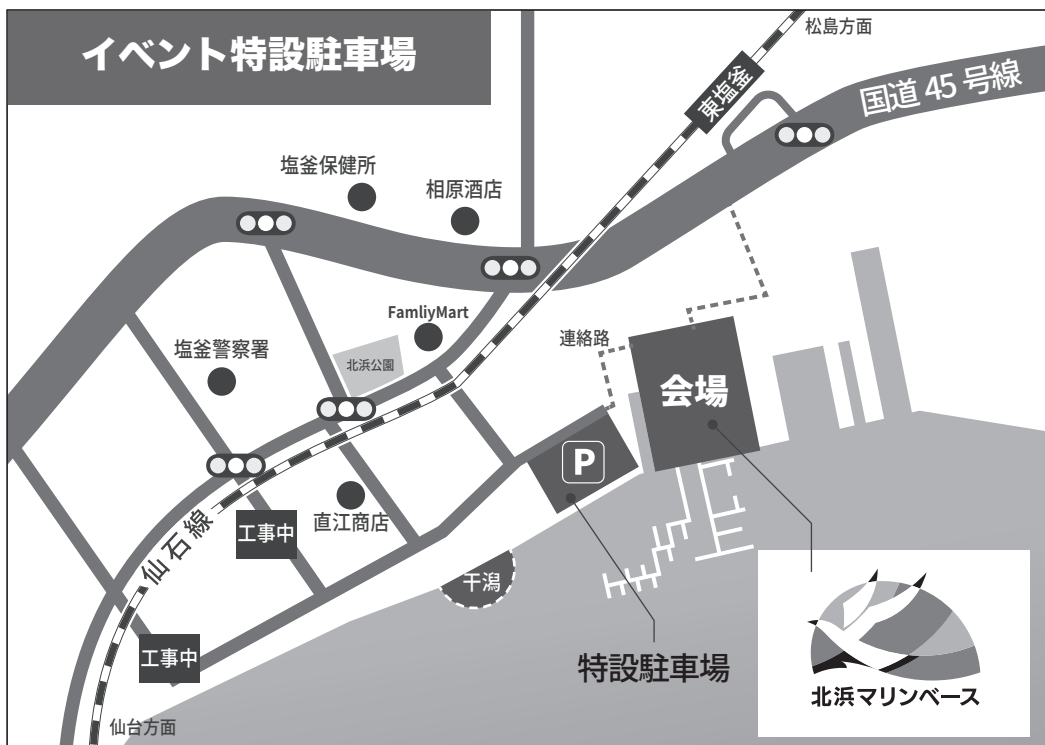 イベント特設駐車場
松島方面
東塩釜
国道 45 号線
塩釜保健所
相原酒店
FamliyMart
連絡路
塩釜警察署
北浜公園
会場
P
直江商店
仙石線
工事中
干潟
工事中
特設駐車場
北浜マリンベース
仙台方面